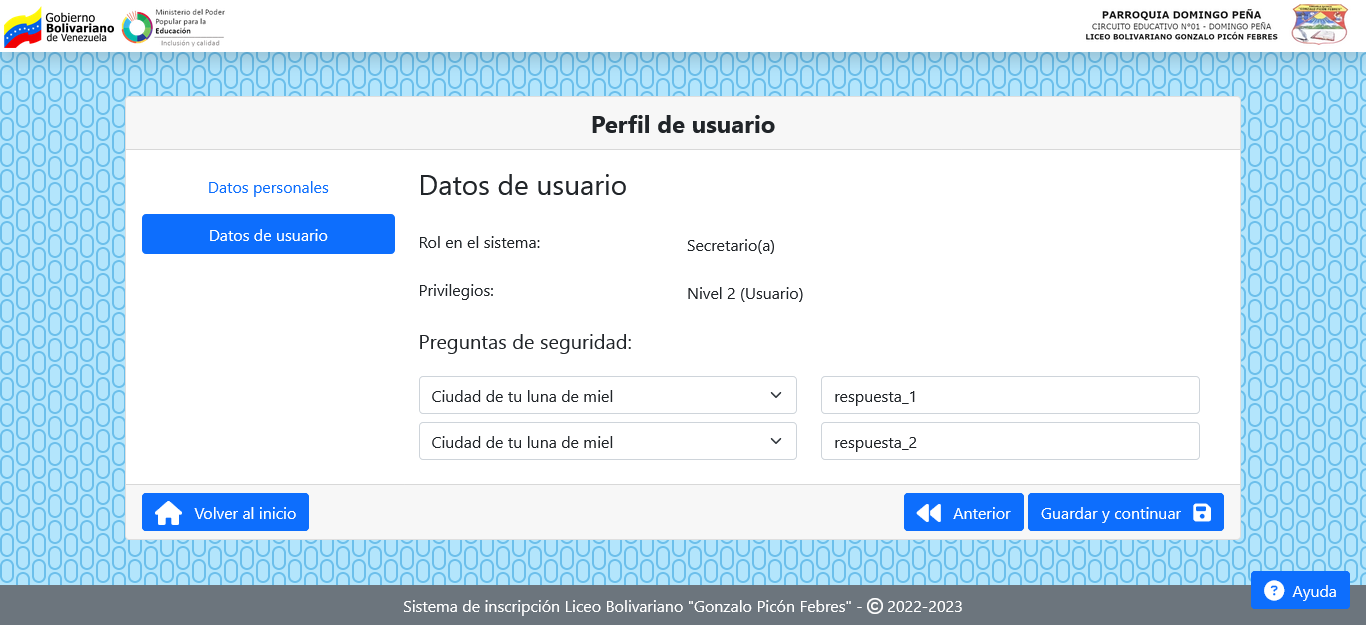 Gobierno
Bolivariano
de Venezuela
Ministerio del Poder
Popular para la
Educación
Inclusión y calidad
PARROQUIA DOMINGO PEÑA
CIRCUITO EDUCATIVO Nº01 - DOMINGO PEÑA
LICEO BOLIVARIANO GONZALO PICÓN FEBRES
Perfil de usuario
Datos personales
Datos de usuario
Datos de usuario
Rol en el sistema:
Secretario(a)
Privilegios:
Nivel 2 (Usuario)
Preguntas de seguridad:
Ciudad de tu luna de miel
respuesta_1
Ciudad de tu luna de miel
respuesta_2
Volver al inicio
Anterior
Guardar y continuar
Ayuda
Sistema de inscripción Liceo Bolivariano "Gonzalo Picón Febres" - © 2022-2023